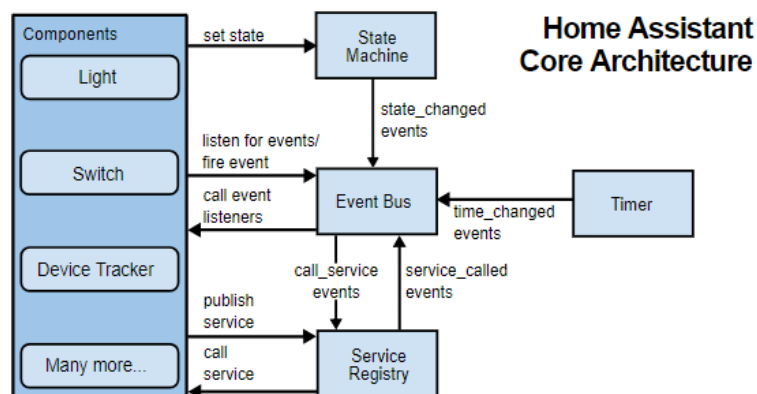 Home Assistant
Core Architecture
Components
Light
Switch
Device Tracker
Many more...
set state
State
Machine
state_changed
events
listen for events/
fire event
call event
listeners
Event Bus
time_changed
events
Timer
call_service
events
service_called
events
publish
service
call
service
Service
Registry